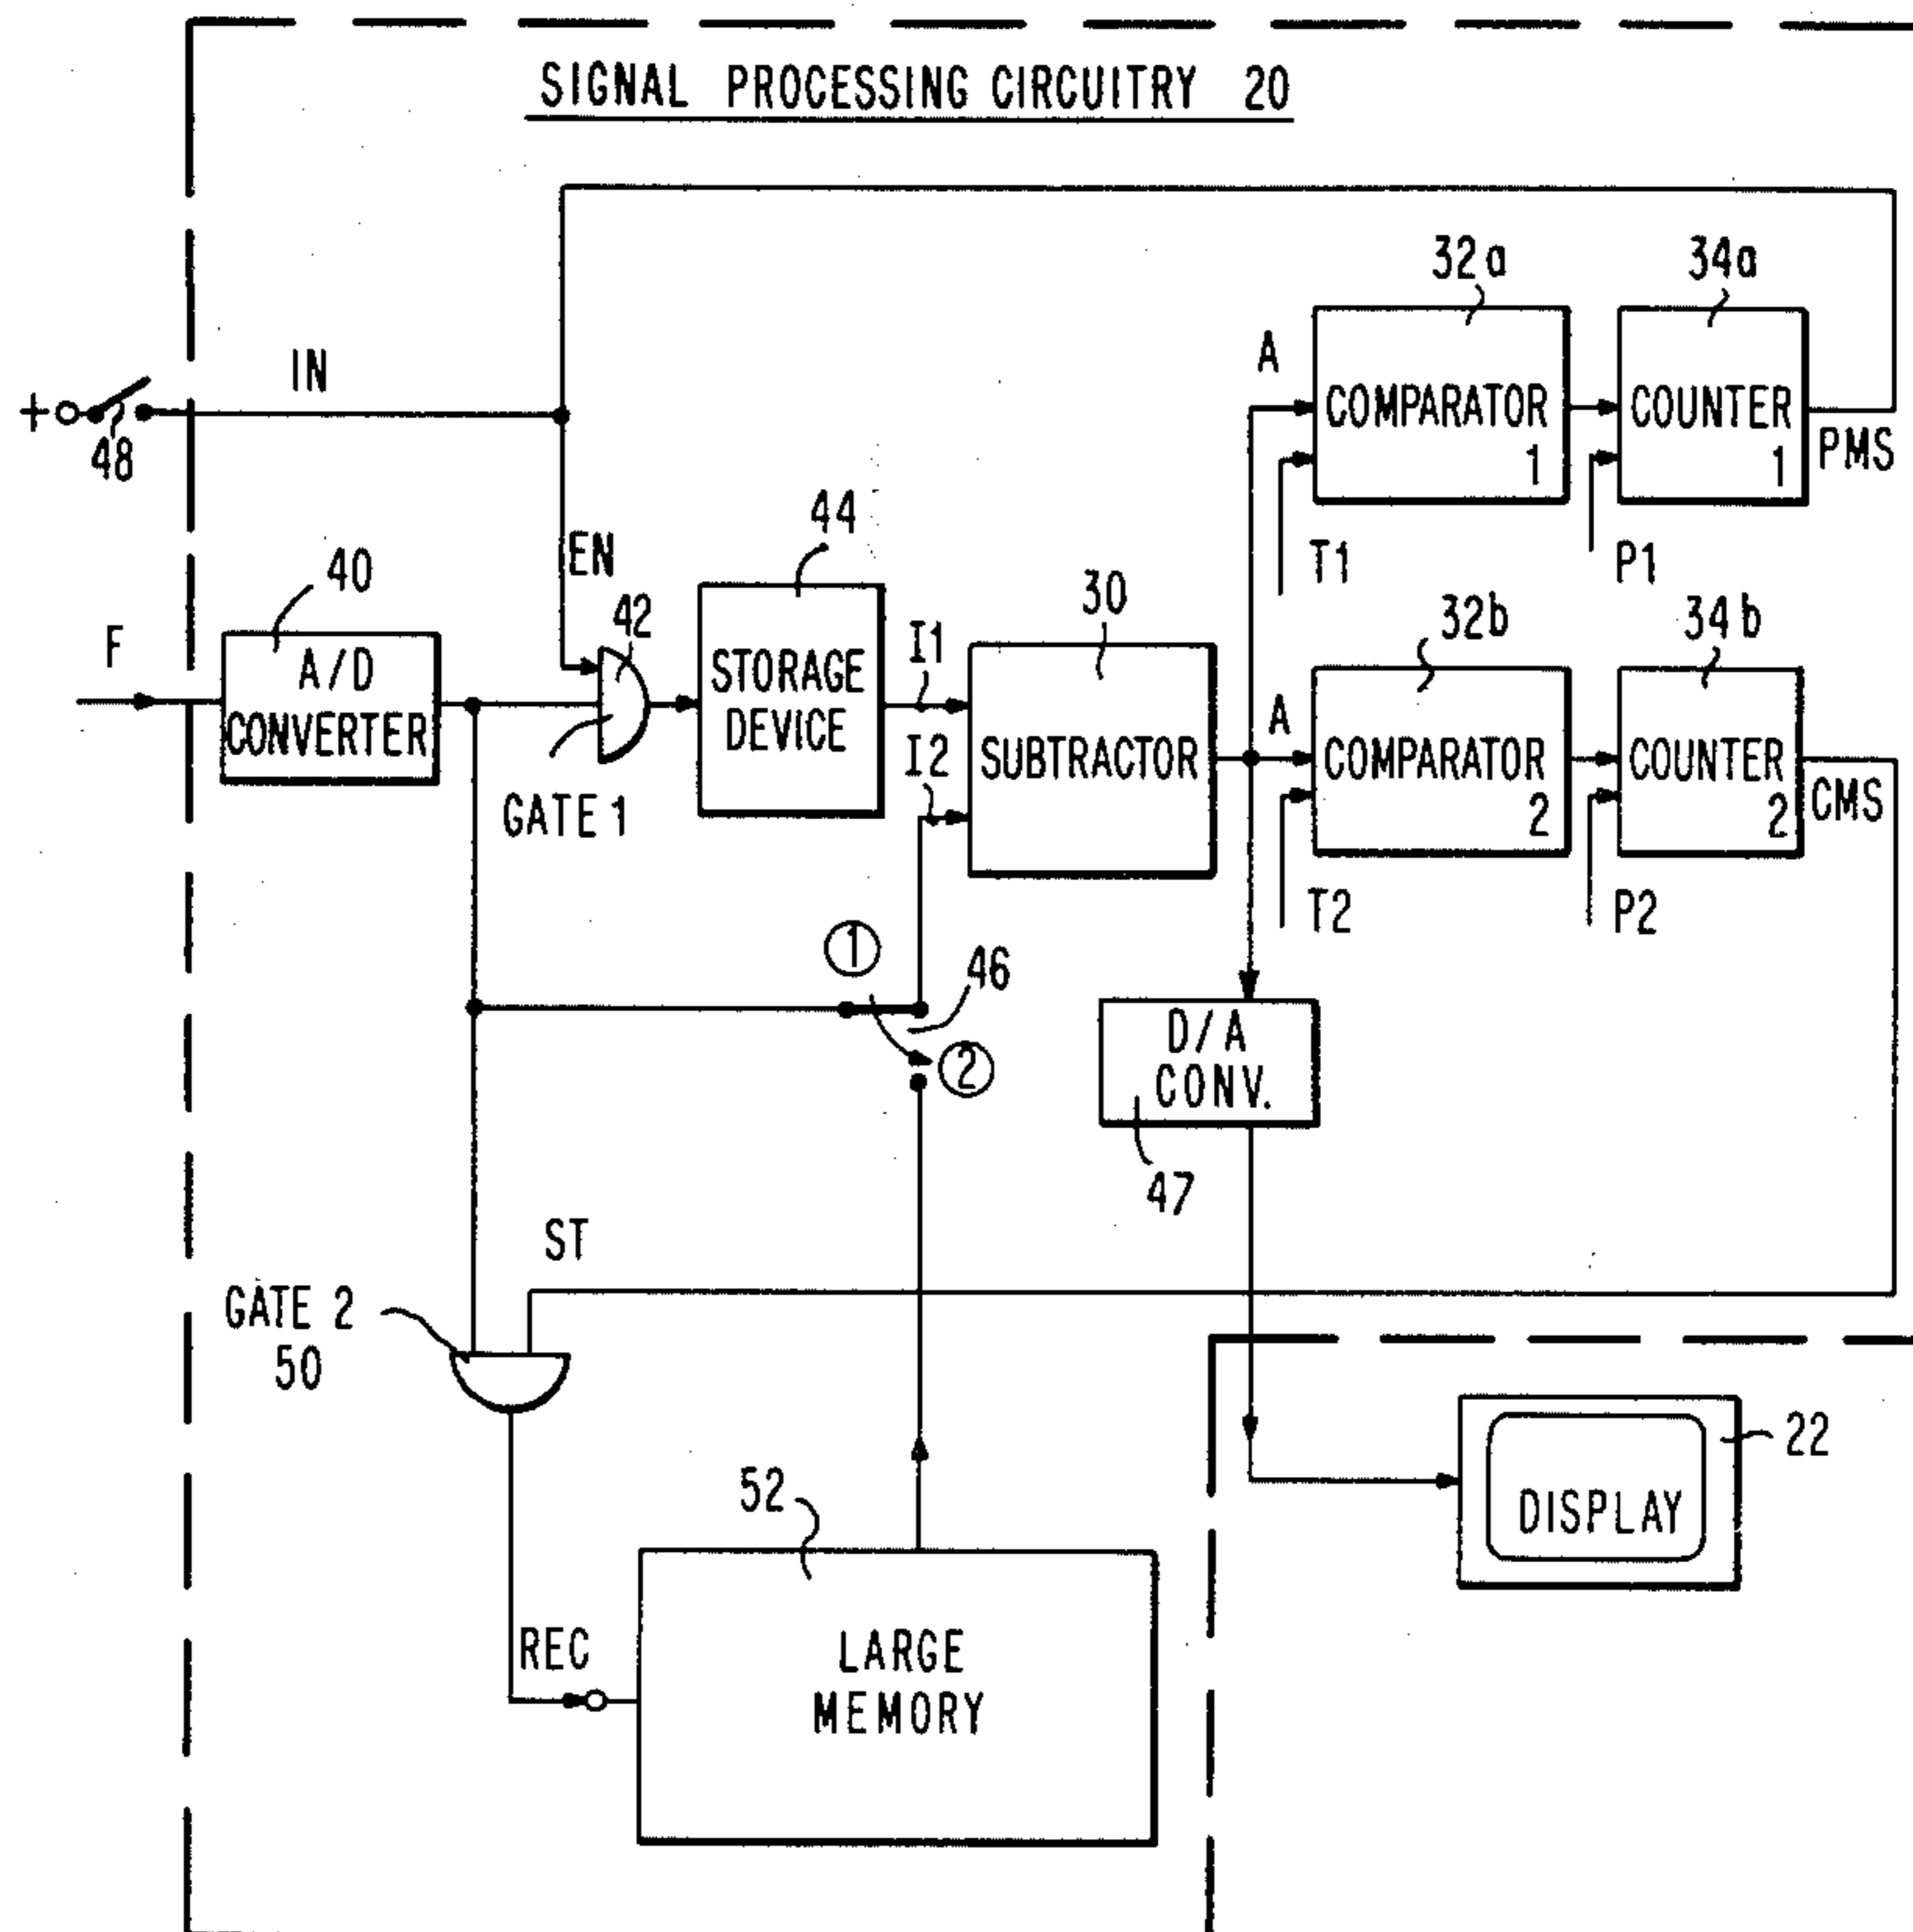 SIGNAL PROCESSING CIRCUITRY 20
32a
34a
IN
A
COMPARATOR
1
COUNTER
1
PMS
+
48
44
EN
T1
P1
40
42
30
32b
34b
F
A/D
CONVERTER
STORAGE
DEVICE
I1
I2
SUBTRACTOR
A
COMPARATOR
2
COUNTER
2
CMS
GATE 1
T2
P2
1
46
2
D/A
CONV.
47
ST
GATE 2
50
22
DISPLAY
52
REC
LARGE
MEMORY